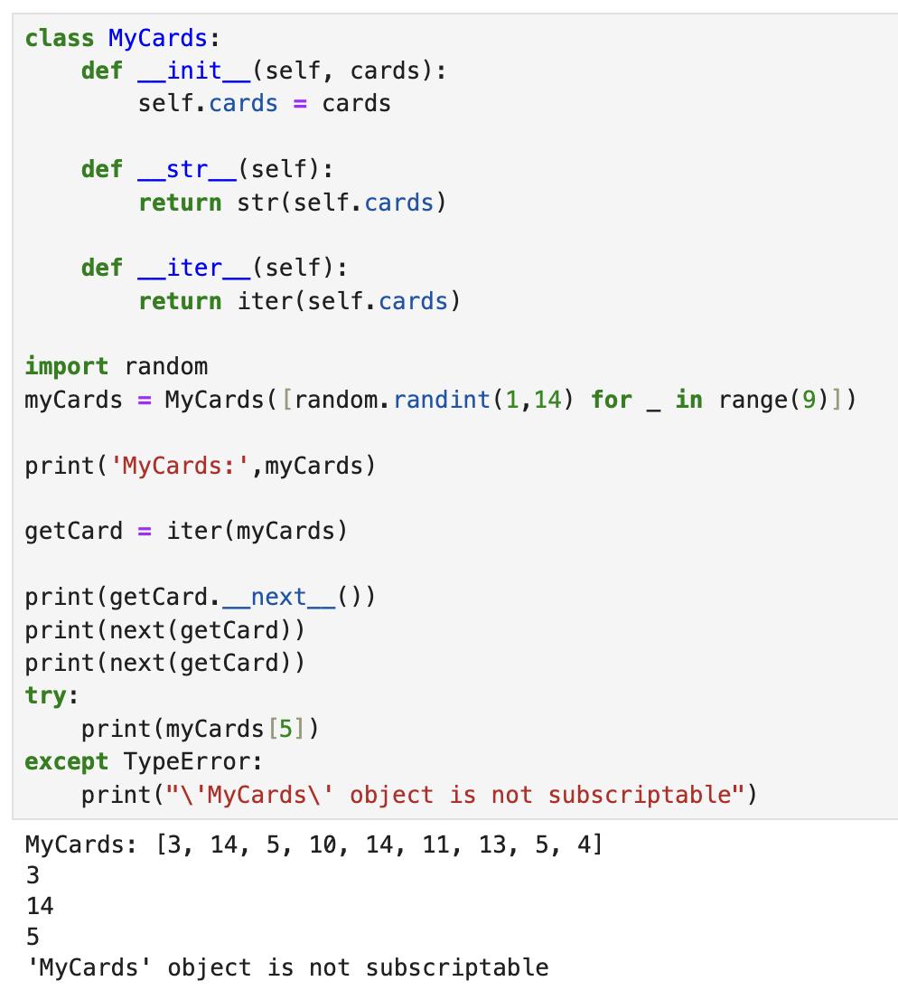 class MyCards:
    def __init__(self, cards):
        self.cards = cards

    def __str__(self):
        return str(self.cards)

    def __iter__(self):
        return iter(self.cards)

import random
myCards = MyCards([random.randint(1,14) for _ in range(9)])

print('MyCards:',myCards)

getCard = iter(myCards)

print(getCard.__next__())
print(next(getCard))
print(next(getCard))
try:
    print(myCards[5])
except TypeError:
    print("\'MyCards\' object is not subscriptable")
MyCards: [3, 14, 5, 10, 14, 11, 13, 5, 4]
3
14
5
'MyCards' object is not subscriptable